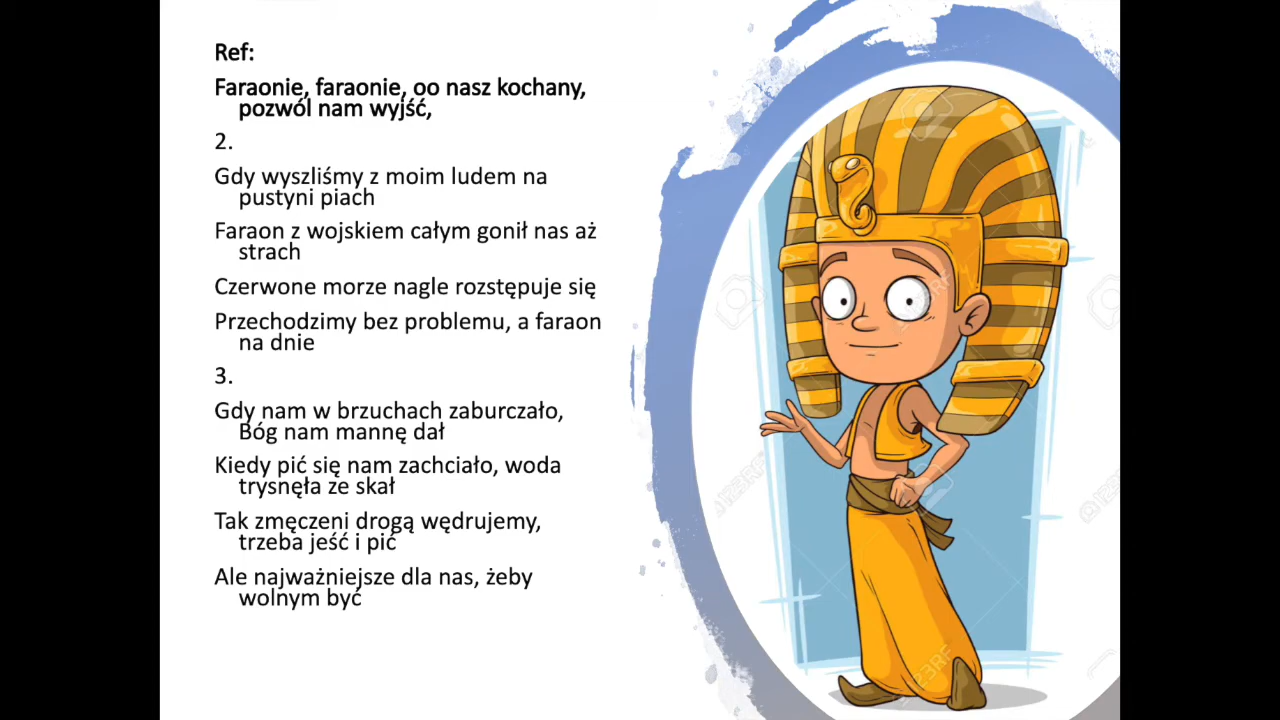 Ref:
Faraonie, faraonie, oo nasz kochany,
pozwól nam wyjść,
2.
Gdy wyszliśmy z moim ludem na
pustyni piach
Faraon z wojskiem całym gonił nas aż
strach
Czerwone morze nagle rozstępuje się
Przechodzimy bez problemu, a faraon
na dnie
3.
Gdy nam w brzuchach zaburczało,
Bóg nam mannę dał
Kiedy pić się nam zachciało, woda
trysnęła ze skał
Tak zmęczeni drogą wędrujemy,
trzeba jeść i pić
Ale najważniejsze dla nas, żeby
wolnym być
123RF
123RF
123RF